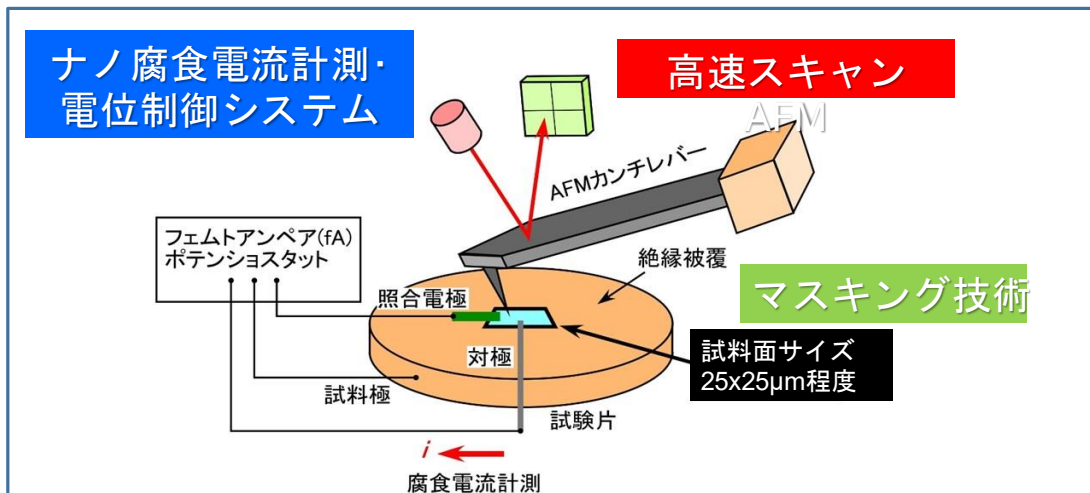 ナノ腐食電流計測･
電位制御システム
高速スキャン
AFM
AFMカンチレバー
フェムトアンペア(fA)
ポテンショスタット
絶縁被覆
照合電極
マスキング技術
対極
試料面サイズ
25x25μm程度
試料極
試験片
i
腐食電流計測